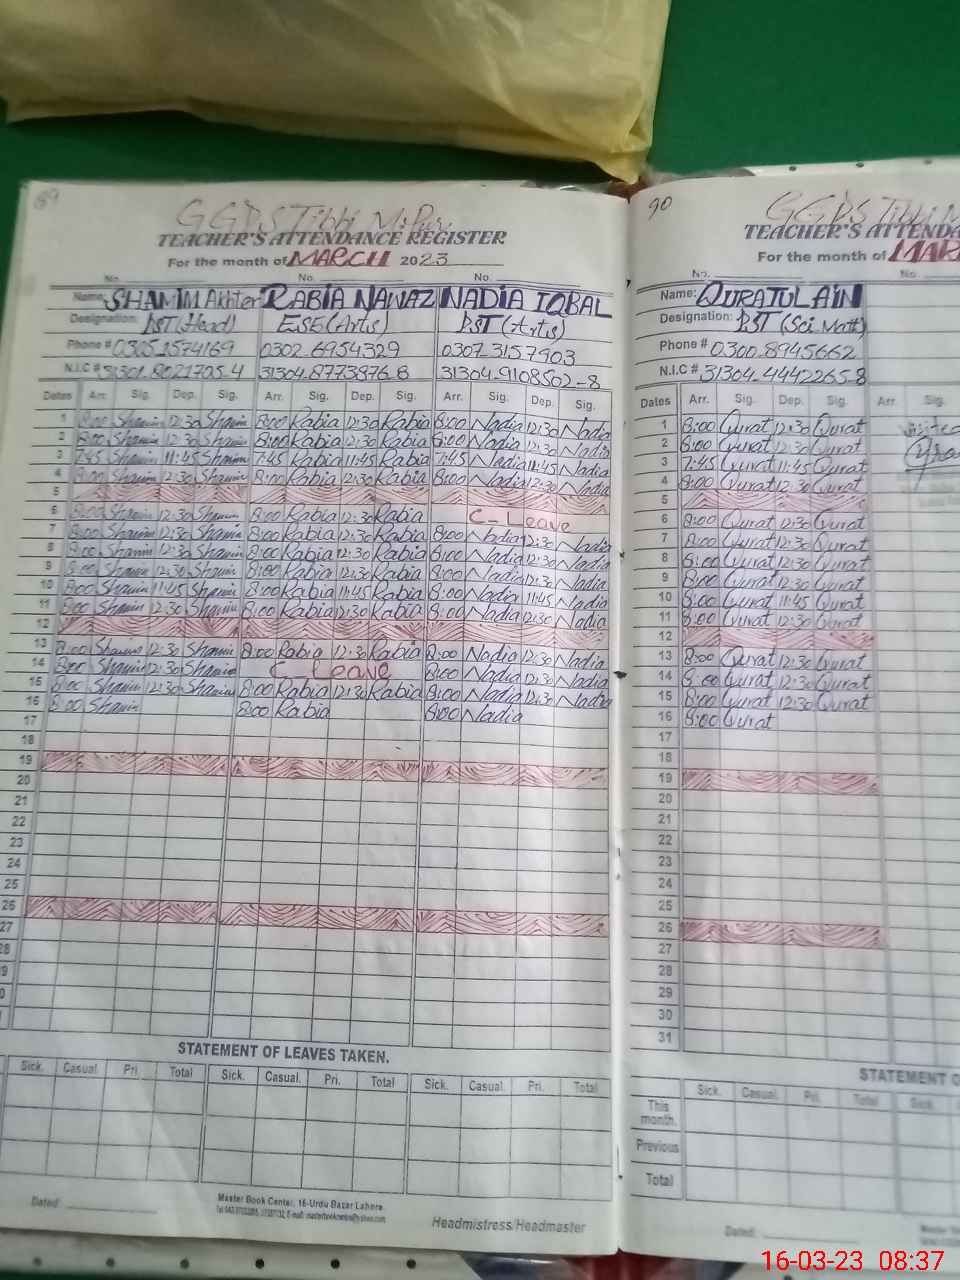 89
GGPS Tibbi M. Pur
TEACHER'S ATTENDANCE REGISTER
For the month of MARCH 2023
No. No. No.
Name: SHAMIM Akhter RABIA NAWAZ NADIA IQBAL
Designation: PST (Head) ESE (Arts) PST (Arts)
Phone # 0305-1574169 0302-6954329 0307-3157903
N.I.C # 31301-8021705-4 31304-8773876-8 31304-9108502-8
Dates Arr. Sig. Dep. Sig. Arr. Sig. Dep. Sig. Arr. Sig. Dep. Sig.
1 8:00 Shamim 12:30 Shamim 8:00 Rabia 12:30 Rabia 8:00 Nadia 12:30 Nadia
2 8:00 Shamim 12:30 Shamim 8:00 Rabia 12:30 Rabia 8:00 Nadia 12:30 Nadia
3 7:45 Shamim 11:45 Shamim 7:45 Rabia 11:45 Rabia 7:45 Nadia 11:45 Nadia
4 8:00 Shamim 12:30 Shamim 8:00 Rabia 12:30 Rabia 8:00 Nadia 12:30 Nadia
5
6 8:00 Shamim 12:30 Shamim 8:00 Rabia 12:30 Rabia C-Leave
7 8:00 Shamim 12:30 Shamim 8:00 Rabia 12:30 Rabia 8:00 Nadia 12:30 Nadia
8 8:00 Shamim 12:30 Shamim 8:00 Rabia 12:30 Rabia 8:00 Nadia 12:30 Nadia
9 8:00 Shamim 12:30 Shamim 8:00 Rabia 12:30 Rabia 8:00 Nadia 12:30 Nadia
10 8:00 Shamim 11:45 Shamim 8:00 Rabia 11:45 Rabia 8:00 Nadia 11:45 Nadia
11 8:00 Shamim 12:30 Shamim 8:00 Rabia 12:30 Rabia 8:00 Nadia 12:30 Nadia
12
13 8:00 Shamim 12:30 Shamim 8:00 Rabia 12:30 Rabia 8:00 Nadia 12:30 Nadia
14 8:00 Shamim 12:30 Shamim C-Leave 8:00 Nadia 12:30 Nadia
15 8:00 Shamim 12:30 Shamim 8:00 Rabia 12:30 Rabia 8:00 Nadia 12:30 Nadia
16 8:00 Shamim 8:00 Rabia 8:00 Nadia
17
18
19
20
21
22
23
24
25
26
27
28
STATEMENT OF LEAVES TAKEN.
Sick. Casual. Pri. Total Sick. Casual. Pri. Total Sick. Casual. Pri. Total
Dated:
Master Book Center, 16-Urdu Bazar Lahore.
Headmistress/Headmaster
90
GGPS Tibbi M
TEACHER'S ATTENDA
For the month of MAR
No. No.
Name: QURATULAIN
Designation: PST (Sci. Math)
Phone # 0300-8945662
N.I.C # 31304-4442265-8
Dates Arr. Sig. Dep. Sig. Arr. Sig.
1 8:00 Qurat 12:30 Qurat visited
2 8:00 Qurat 12:30 Qurat
3 7:45 Qurat 11:45 Qurat
4 8:00 Qurat 12:30 Qurat
5
6 8:00 Qurat 12:30 Qurat
7 8:00 Qurat 12:30 Qurat
8 8:00 Qurat 12:30 Qurat
9 8:00 Qurat 12:30 Qurat
10 8:00 Qurat 11:45 Qurat
11 8:00 Qurat 12:30 Qurat
12
13 8:00 Qurat 12:30 Qurat
14 8:00 Qurat 12:30 Qurat
15 8:00 Qurat 12:30 Qurat
16 8:00 Qurat
17
18
19
20
21
22
23
24
25
26
27
28
29
30
31
STATEMENT O
Sick. Casual. Pri. Total Sick.
This month.
Previous
Total
Dated:
16-03-23 08:37